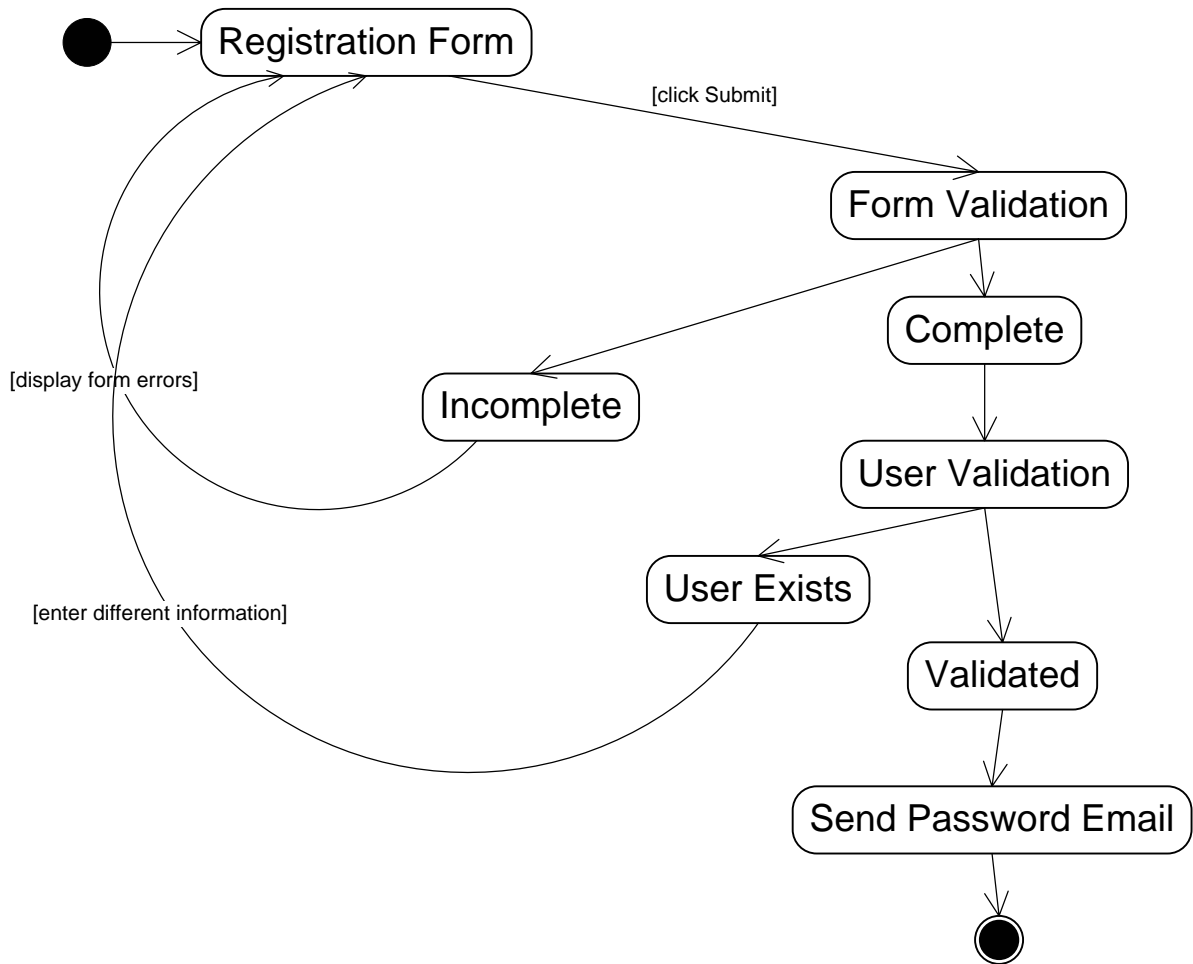 Registration Form
[click Submit]
Form Validation
Complete
[display form errors]
Incomplete
User Validation
User Exists
[enter different information]
Validated
Send Password Email